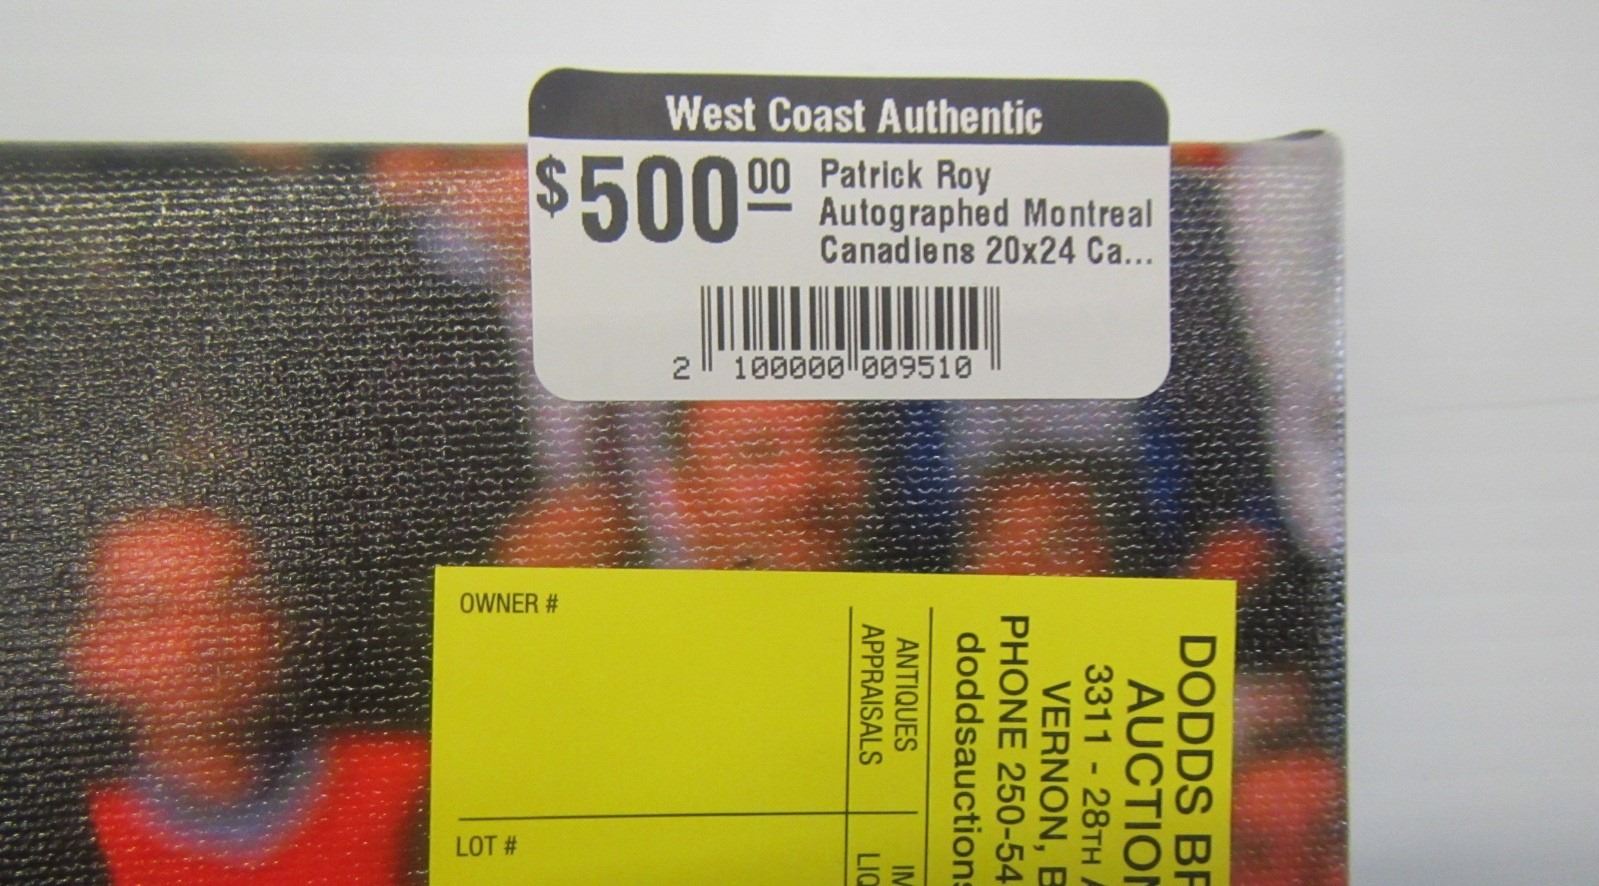 West Coast Authentic
$500.00
Patrick Roy
Autographed Montreal
Canadiens 20x24 Ca...
2 100000 009510
OWNER #
LOT #
DODDS
AUCTION
3311 - 28TH
VERNON,
PHONE 250-54
doddsauctions
ANTIQUES
APPRAISALS